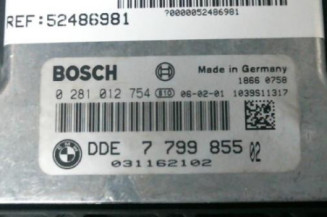 ?0000052486981
REF:52486981
BOSCH
Made in Germany
1866 0758
0 281 012 754 06-02-01 1039S11317
DDE 7 799 855 02
031162102